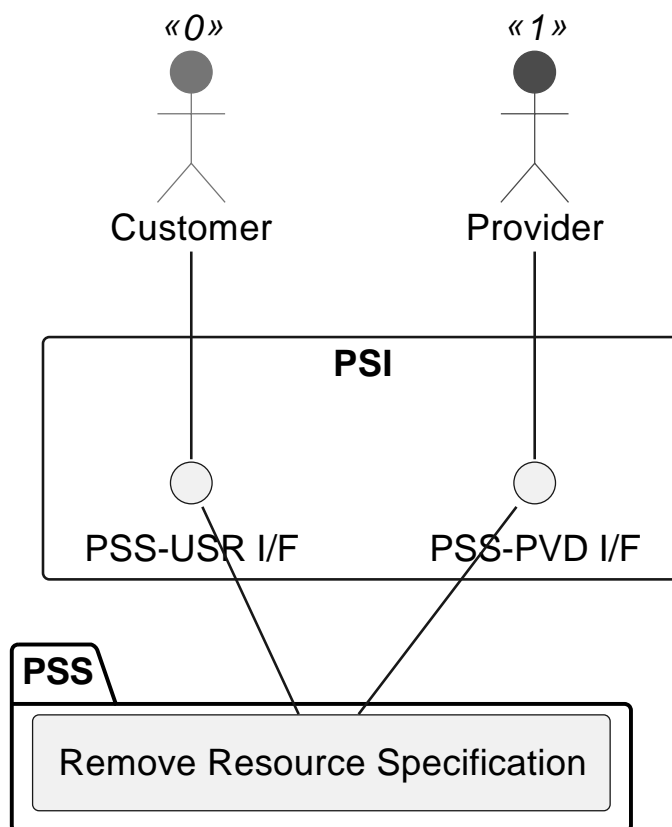 «0» «1»
Customer Provider
PSI
PSS-USR I/F PSS-PVD I/F
PSS
Remove Resource Specification